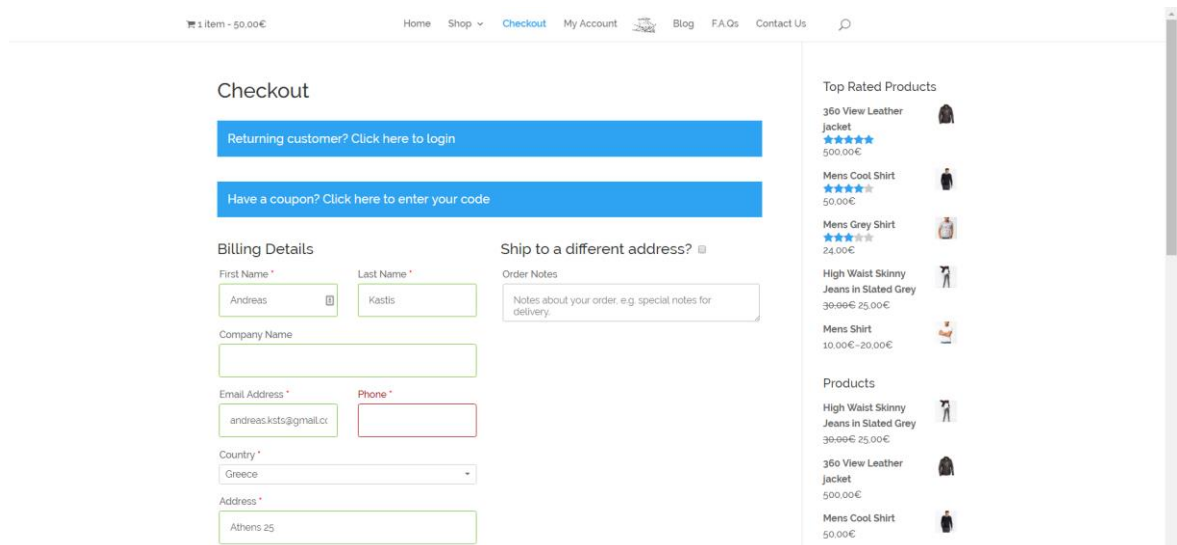 1 item - 50,00€
Home Shop Checkout My Account Blog F.A.Qs Contact Us
Checkout
Returning customer? Click here to login
Have a coupon? Click here to enter your code
Billing Details
First Name *
Last Name *
Andreas
Kastis
Company Name
Email Address *
Phone *
andreas.ksts@gmail.cc
Country *
Greece
Address *
Athens 25
Ship to a different address?
Order Notes
Notes about your order, e.g. special notes for
delivery.
Top Rated Products
360 View Leather
jacket
500,00€
Mens Cool Shirt
50,00€
Mens Grey Shirt
24,00€
High Waist Skinny
Jeans in Slated Grey
30,00€ 25,00€
Mens Shirt
10,00€–20,00€
Products
High Waist Skinny
Jeans in Slated Grey
30,00€ 25,00€
360 View Leather
jacket
500,00€
Mens Cool Shirt
50,00€